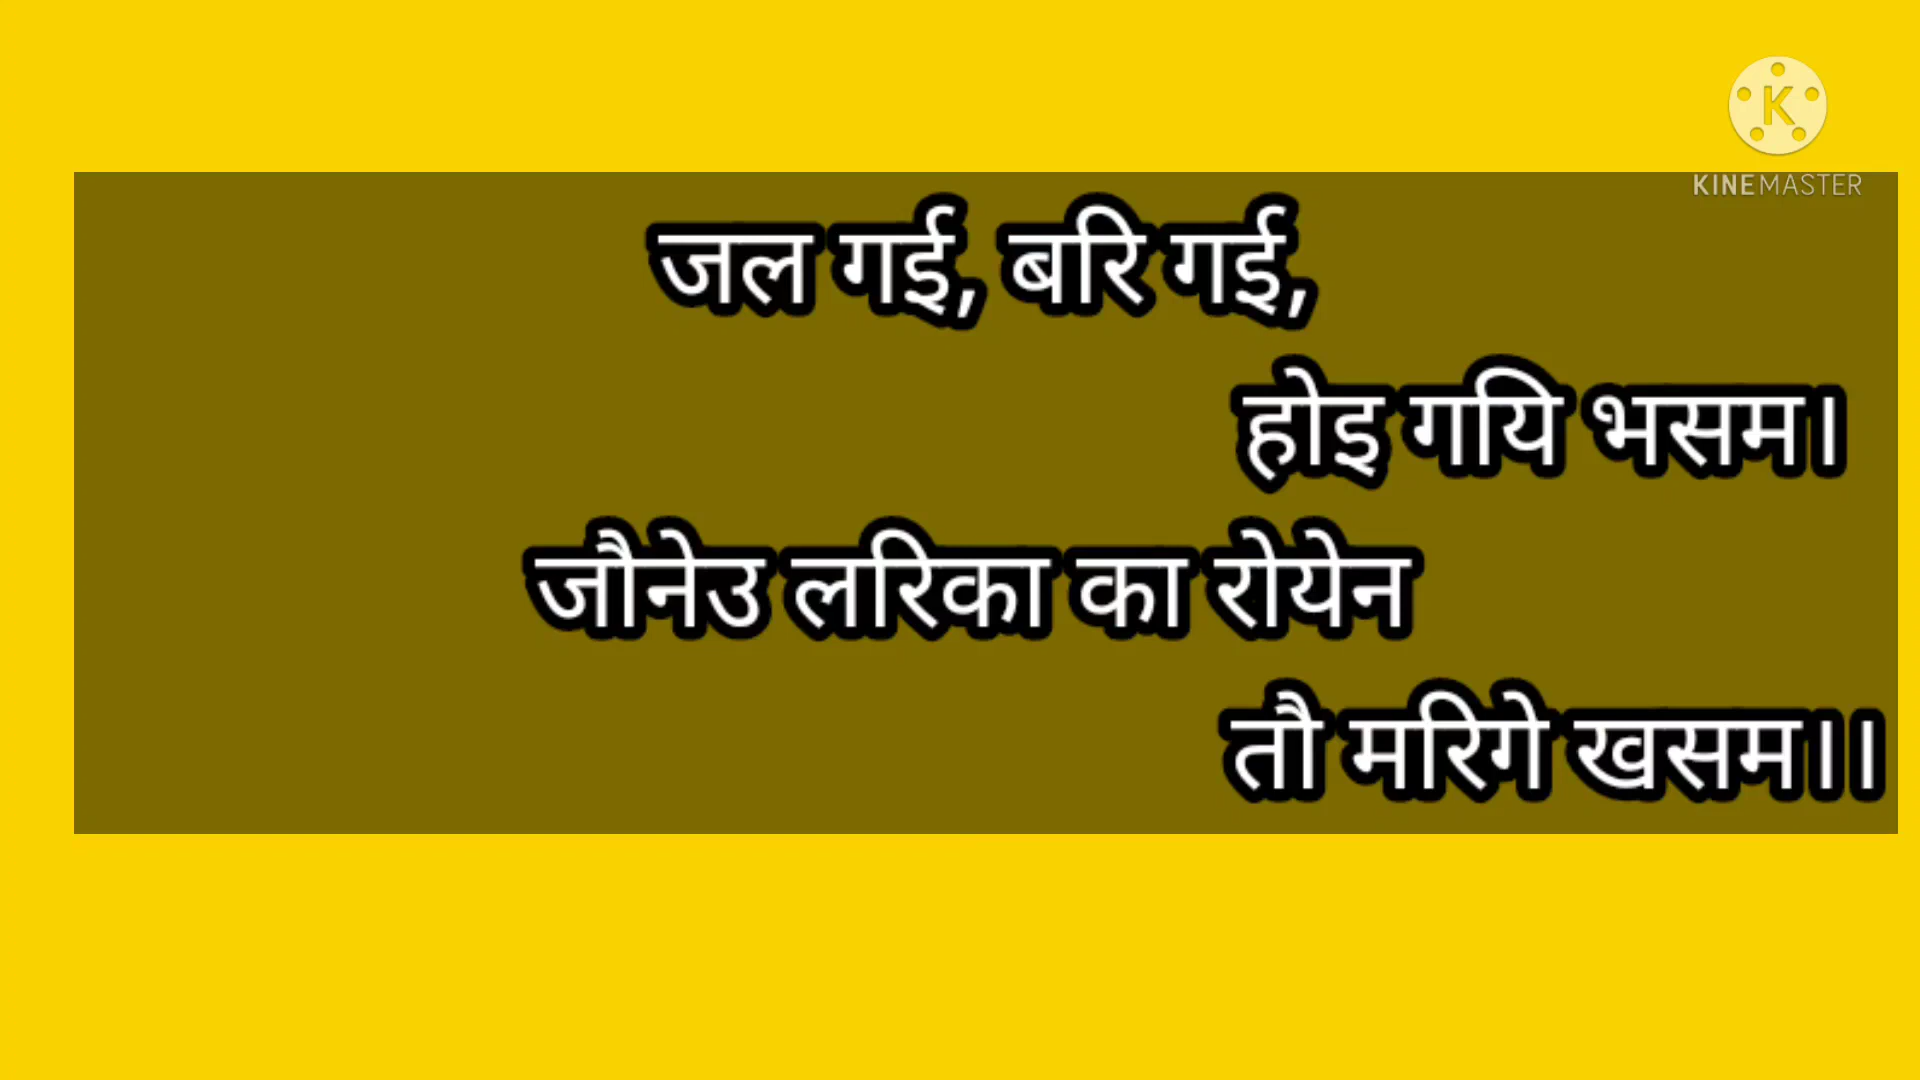 KINEMASTER
जल गई, बरि गई,
होइ गयि भसम।
जौनेउ लरिका का रोयेन
तौ मरिगे खसम।।